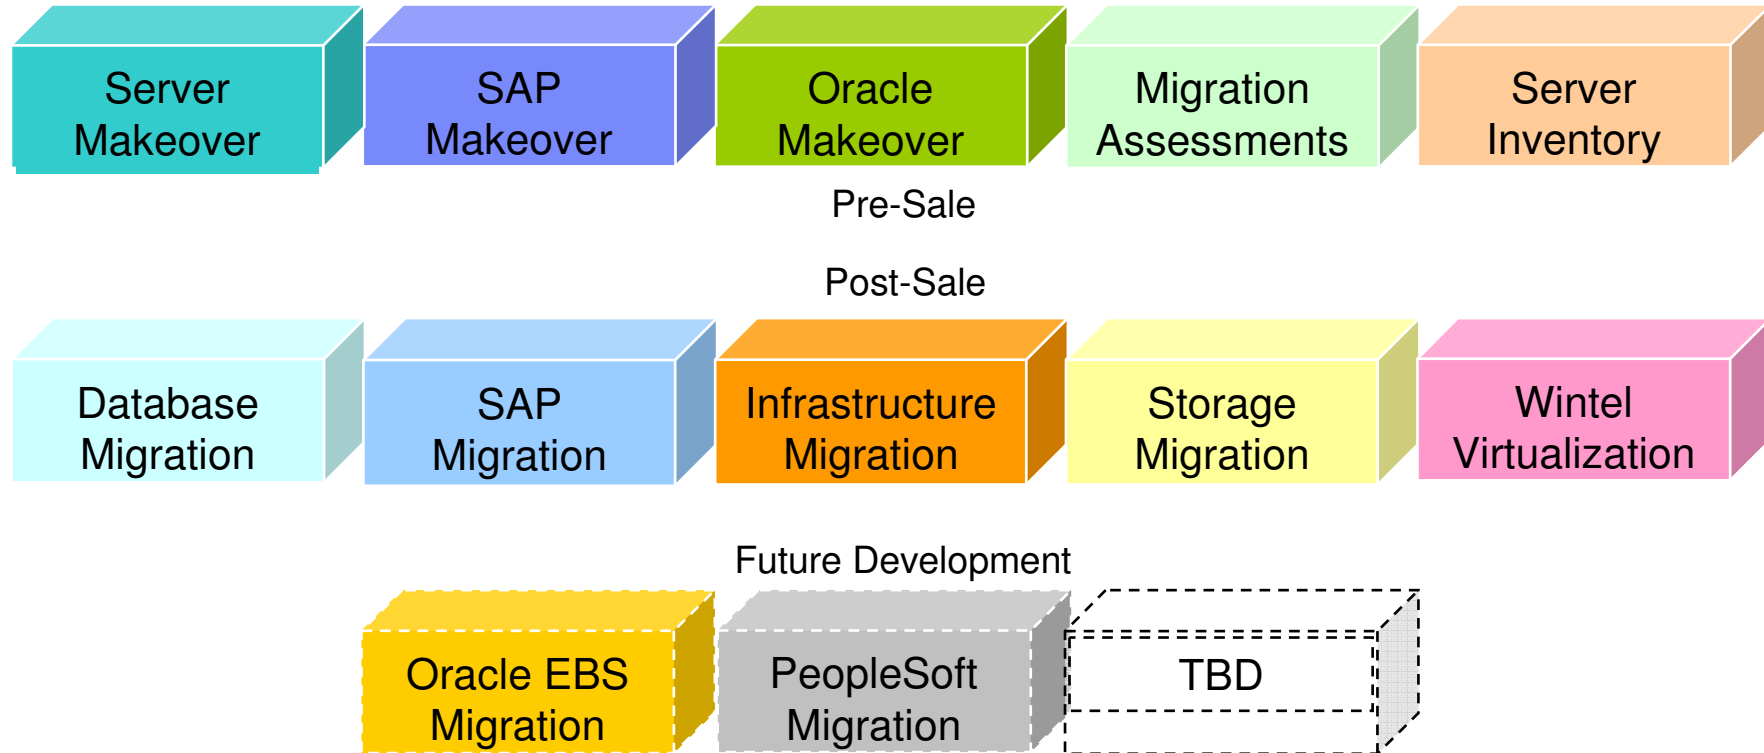 Server
Makeover
SAP
Makeover
Oracle
Makeover
Migration
Assessments
Server
Inventory
Pre-Sale
Post-Sale
Database
Migration
SAP
Migration
Infrastructure
Migration
Storage
Migration
Wintel
Virtualization
Future Development
Oracle EBS
Migration
PeopleSoft
Migration
TBD